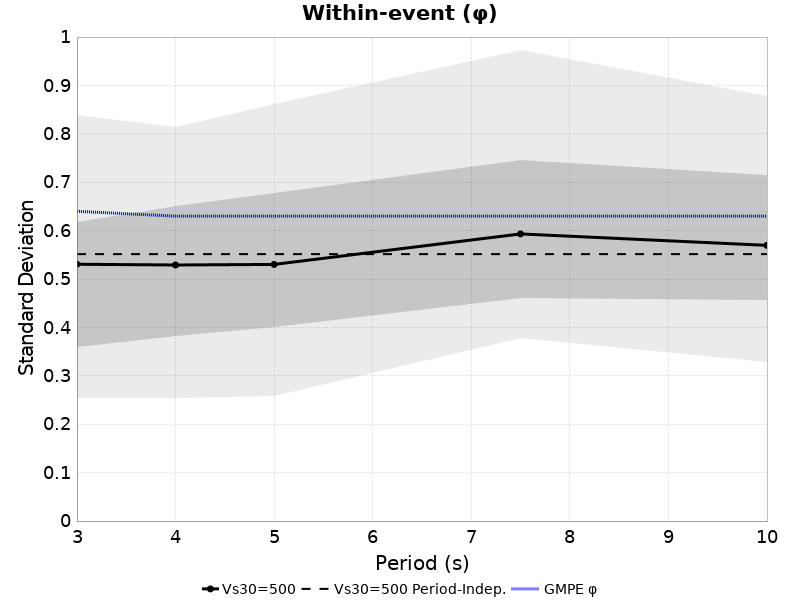 Within-event (φ)
Standard Deviation
1
0.9
0.8
0.7
0.6
0.5
0.4
0.3
0.2
0.1
0
3 4 5 6 7 8 9 10
Period (s)
Vs30=500 Vs30=500 Period-Indep. GMPE φ